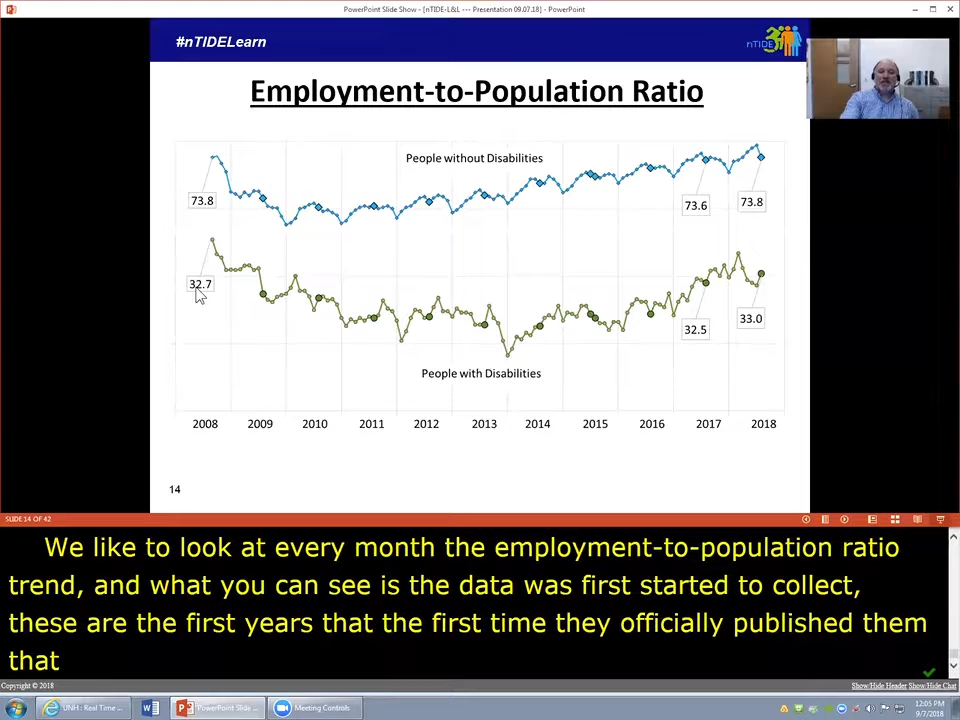 PowerPoint Slide Show - [nTIDE-L&L --- Presentation 09.07.18] - PowerPoint
#nTIDELearn
nTIDE
Employment-to-Population Ratio
People without Disabilities
73.8
73.6
73.8
32.7
32.5
33.0
People with Disabilities
2008 2009 2010 2011 2012 2013 2014 2015 2016 2017 2018
14
SLIDE 14 OF 42
We like to look at every month the employment-to-population ratio
trend, and what you can see is the data was first started to collect,
these are the first years that the first time they officially published them
that
Copyright © 2018
Show/Hide Header Show/Hide Chat
UNH : Real Time ...
PowerPoint Slide ...
Meeting Controls
12:05 PM
9/7/2018